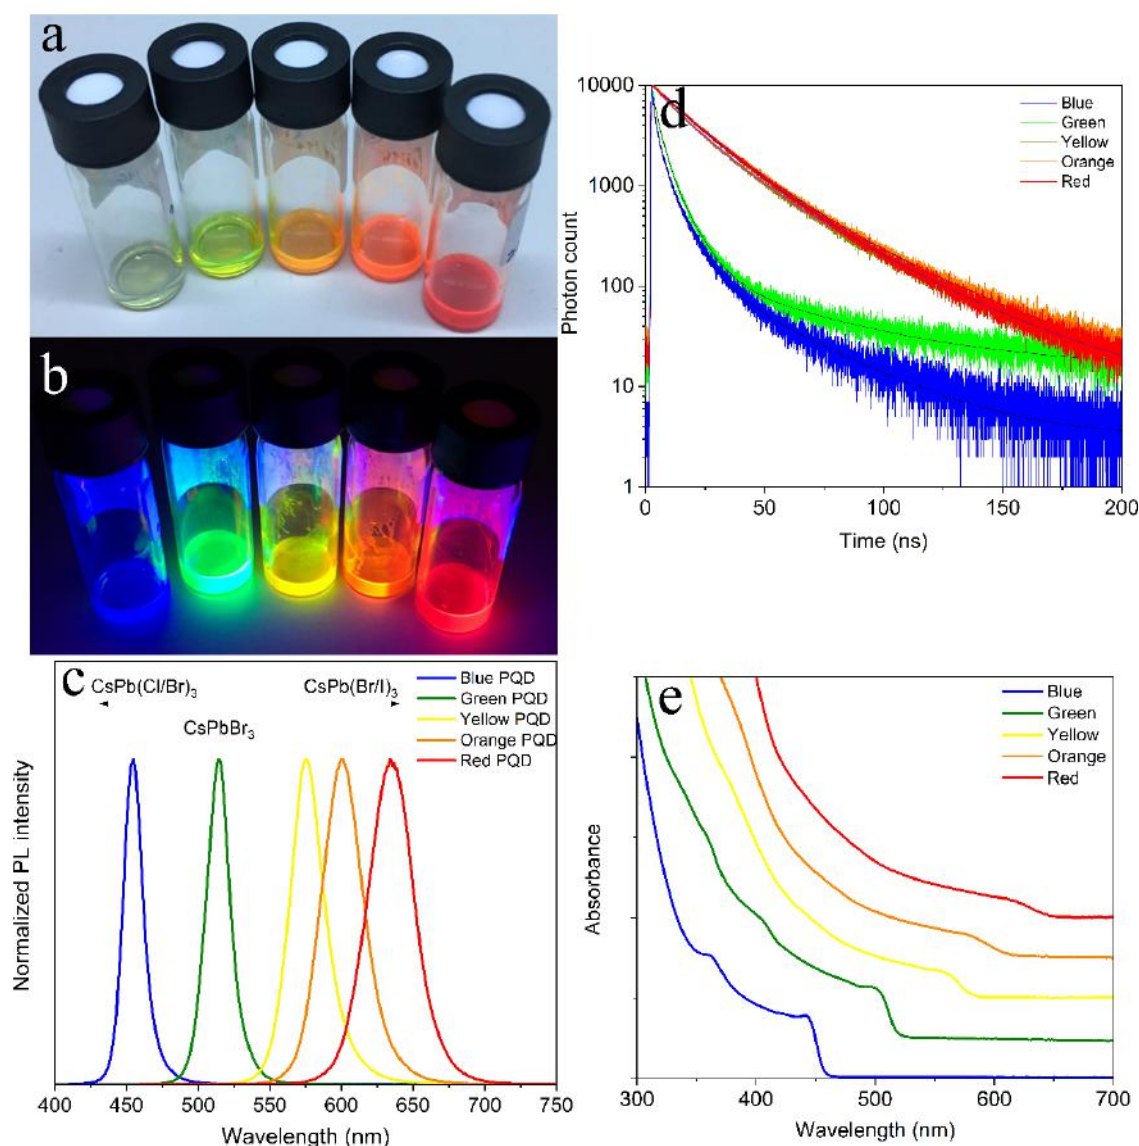 a
b
c
CsPb(Cl/Br)3
CsPbBr3
CsPb(Br/I)3
Blue PQD
Green PQD
Yellow PQD
Orange PQD
Red PQD
Normalized PL intensity
400 450 500 550 600 650 700 750
Wavelength (nm)
d
Blue
Green
Yellow
Orange
Red
Photon count
10000
1000
100
10
1
0 50 100 150 200
Time (ns)
e
Blue
Green
Yellow
Orange
Red
Absorbance
300 400 500 600 700
Wavelength (nm)